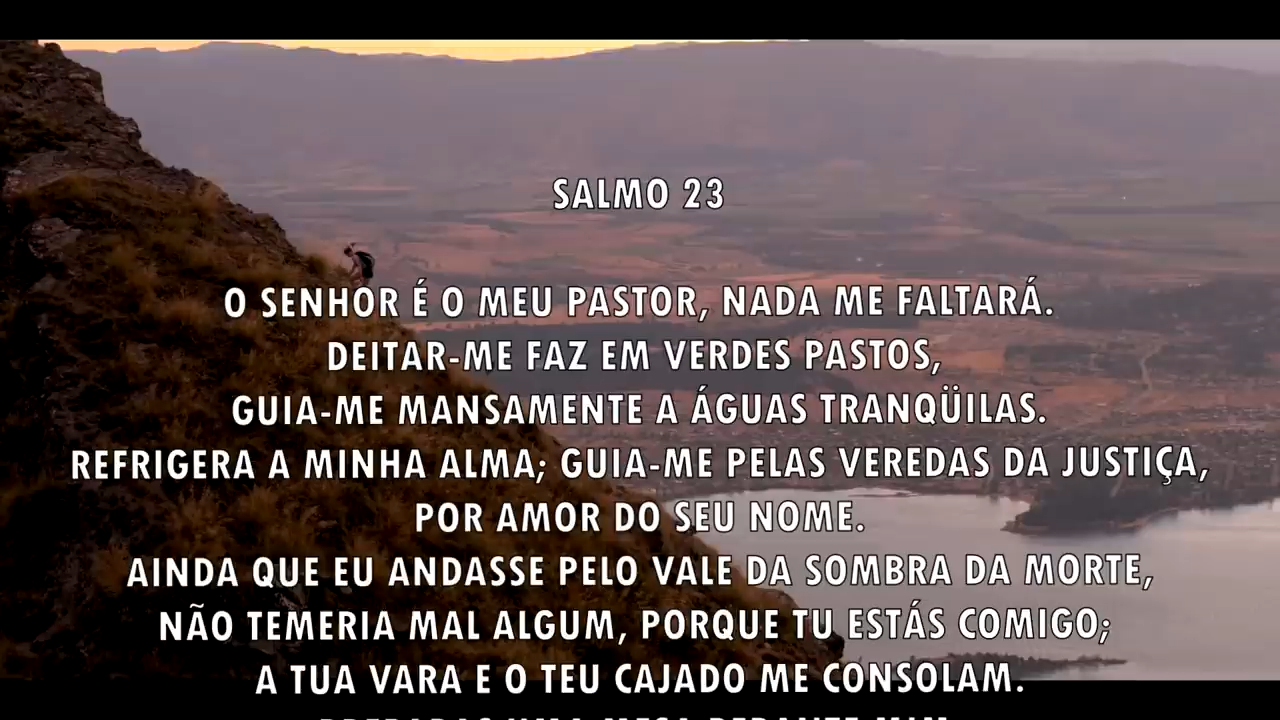 SALMO 23
O SENHOR É O MEU PASTOR, NADA ME FALTARÁ.
DEITAR-ME FAZ EM VERDES PASTOS,
GUIA-ME MANSAMENTE A ÁGUAS TRANQÜILAS.
REFRIGERA A MINHA ALMA; GUIA-ME PELAS VEREDAS DA JUSTIÇA,
POR AMOR DO SEU NOME.
AINDA QUE EU ANDASSE PELO VALE DA SOMBRA DA MORTE,
NÃO TEMERIA MAL ALGUM, PORQUE TU ESTÁS COMIGO;
A TUA VARA E O TEU CAJADO ME CONSOLAM.